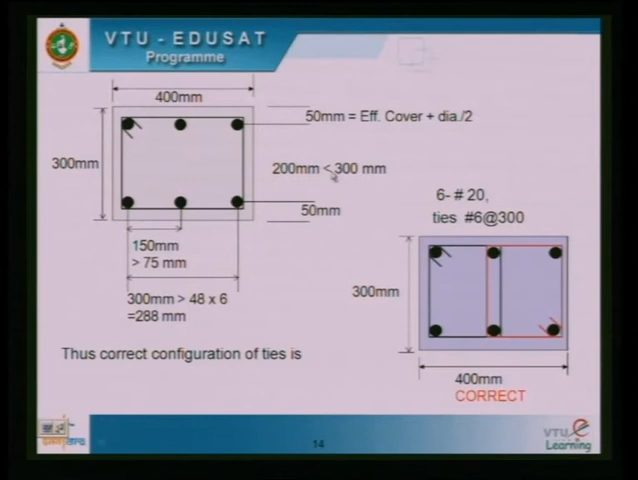 VTU - EDUSAT
Programme
400mm
50mm = Eff. Cover + dia./2
300mm
200mm < 300 mm
50mm
6- # 20,
ties #6@300
150mm
> 75 mm
300mm > 48 x 6
=288 mm
300mm
Thus correct configuration of ties is
400mm
CORRECT
14
VTU e
Learning